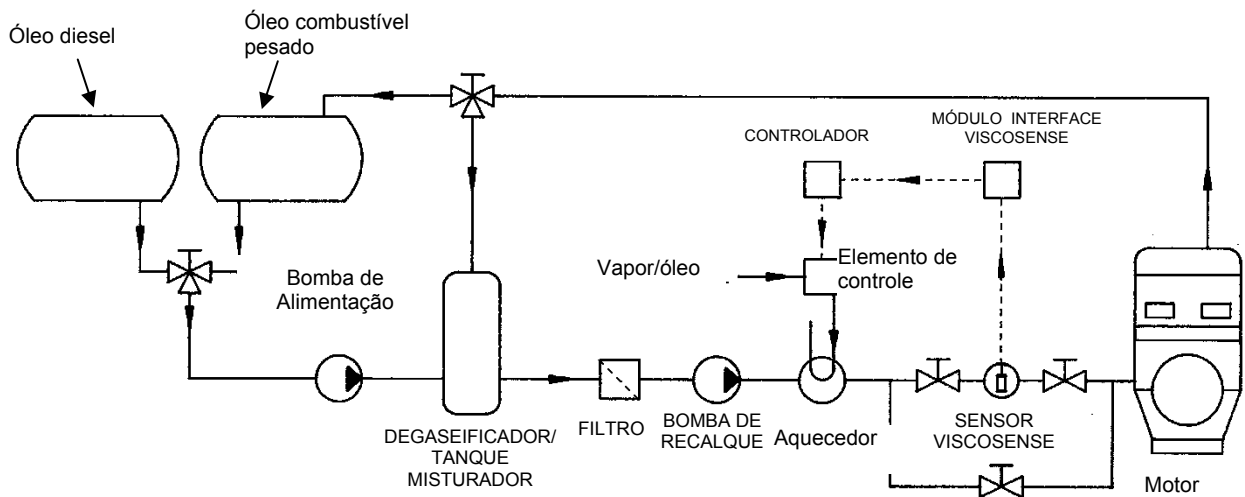 Óleo diesel
Óleo combustível
pesado
CONTROLADOR
MÓDULO INTERFACE
VISCOSENSE
Bomba de
Alimentação
Vapor/óleo
Elemento de
controle
DEGASEIFICADOR/
TANQUE
MISTURADOR
FILTRO
BOMBA DE
RECALQUE
Aquecedor
SENSOR
VISCOSENSE
Motor